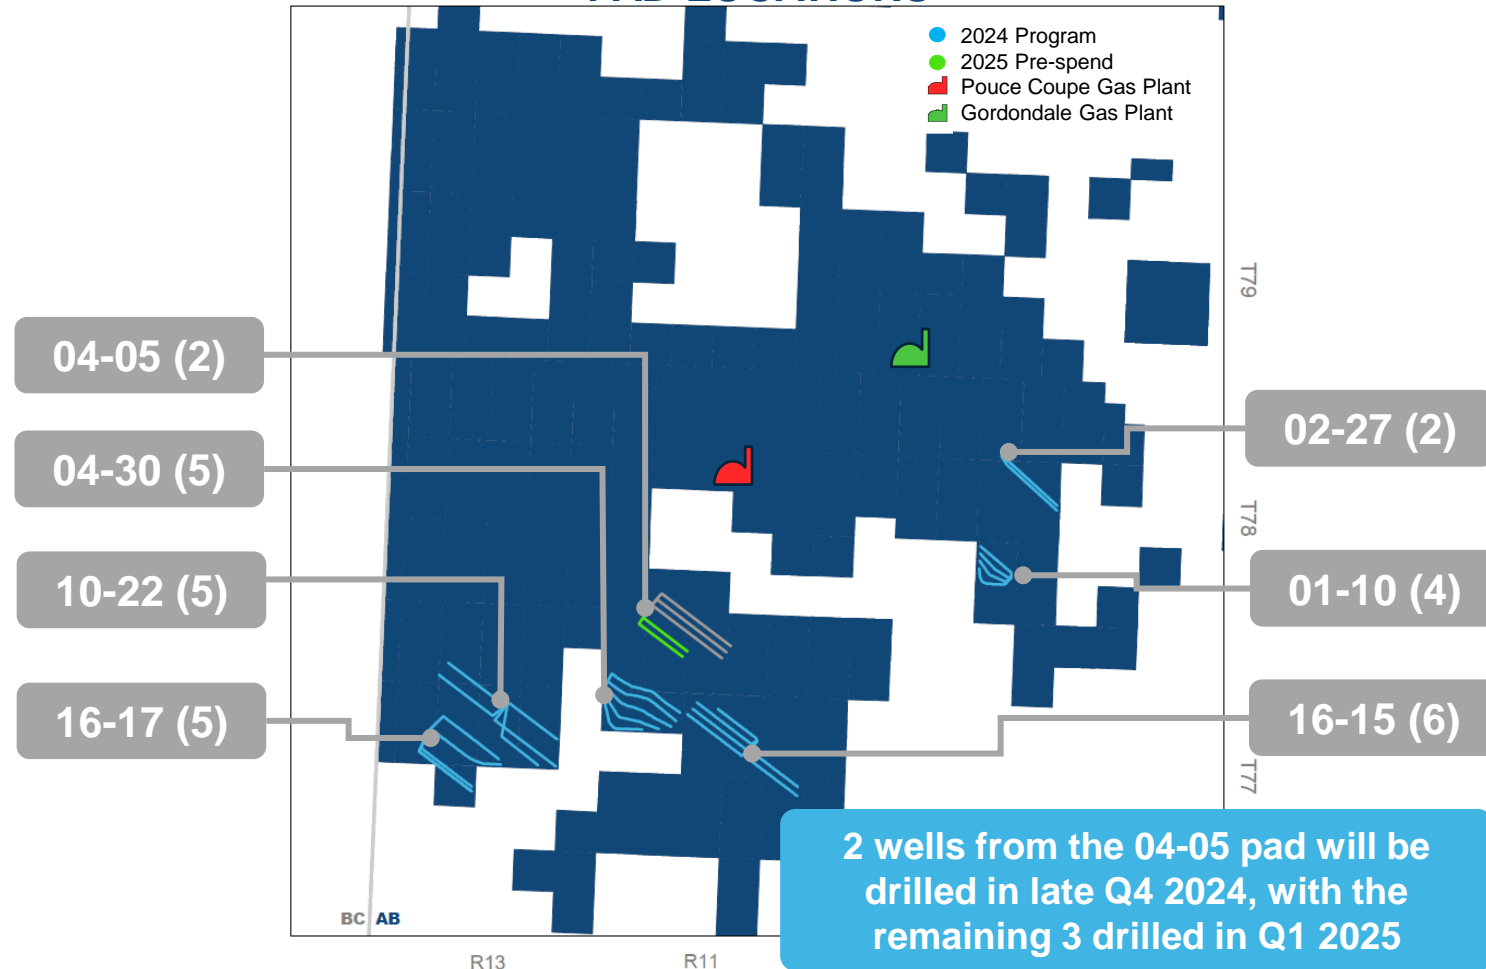 PAD LOCATIONS
2024 Program
2025 Pre-spend
Pouce Coupe Gas Plant
Gordondale Gas Plant
T79
04-05 (2)
02-27 (2)
04-30 (5)
T78
10-22 (5)
01-10 (4)
16-17 (5)
16-15 (6)
T77
2 wells from the 04-05 pad will be
drilled in late Q4 2024, with the
remaining 3 drilled in Q1 2025
BC AB
R13
R11